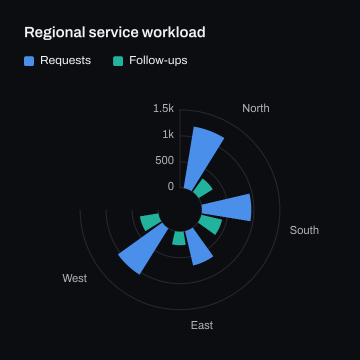 Regional service workload
Requests
Follow-ups
1.5k
1k
500
0
North
South
East
West